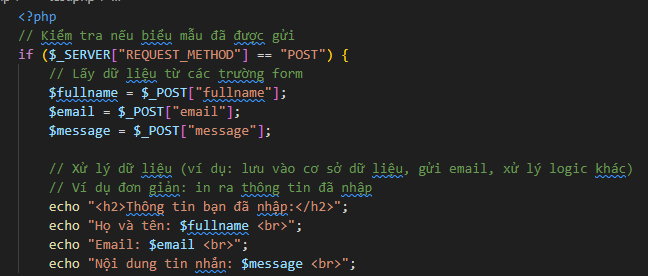 <?php
// Kiểm tra nếu biểu mẫu đã được gửi
if ($_SERVER["REQUEST_METHOD"] == "POST") {
// Lấy dữ liệu từ các trường form
$fullname = $_POST["fullname"];
$email = $_POST["email"];
$message = $_POST["message"];
// Xử lý dữ liệu (ví dụ: lưu vào cơ sở dữ liệu, gửi email, xử lý logic khác)
// Ví dụ đơn giản: in ra thông tin đã nhập
echo "<h2>Thông tin bạn đã nhập:</h2>";
echo "Họ và tên: $fullname <br>";
echo "Email: $email <br>";
echo "Nội dung tin nhắn: $message <br>";